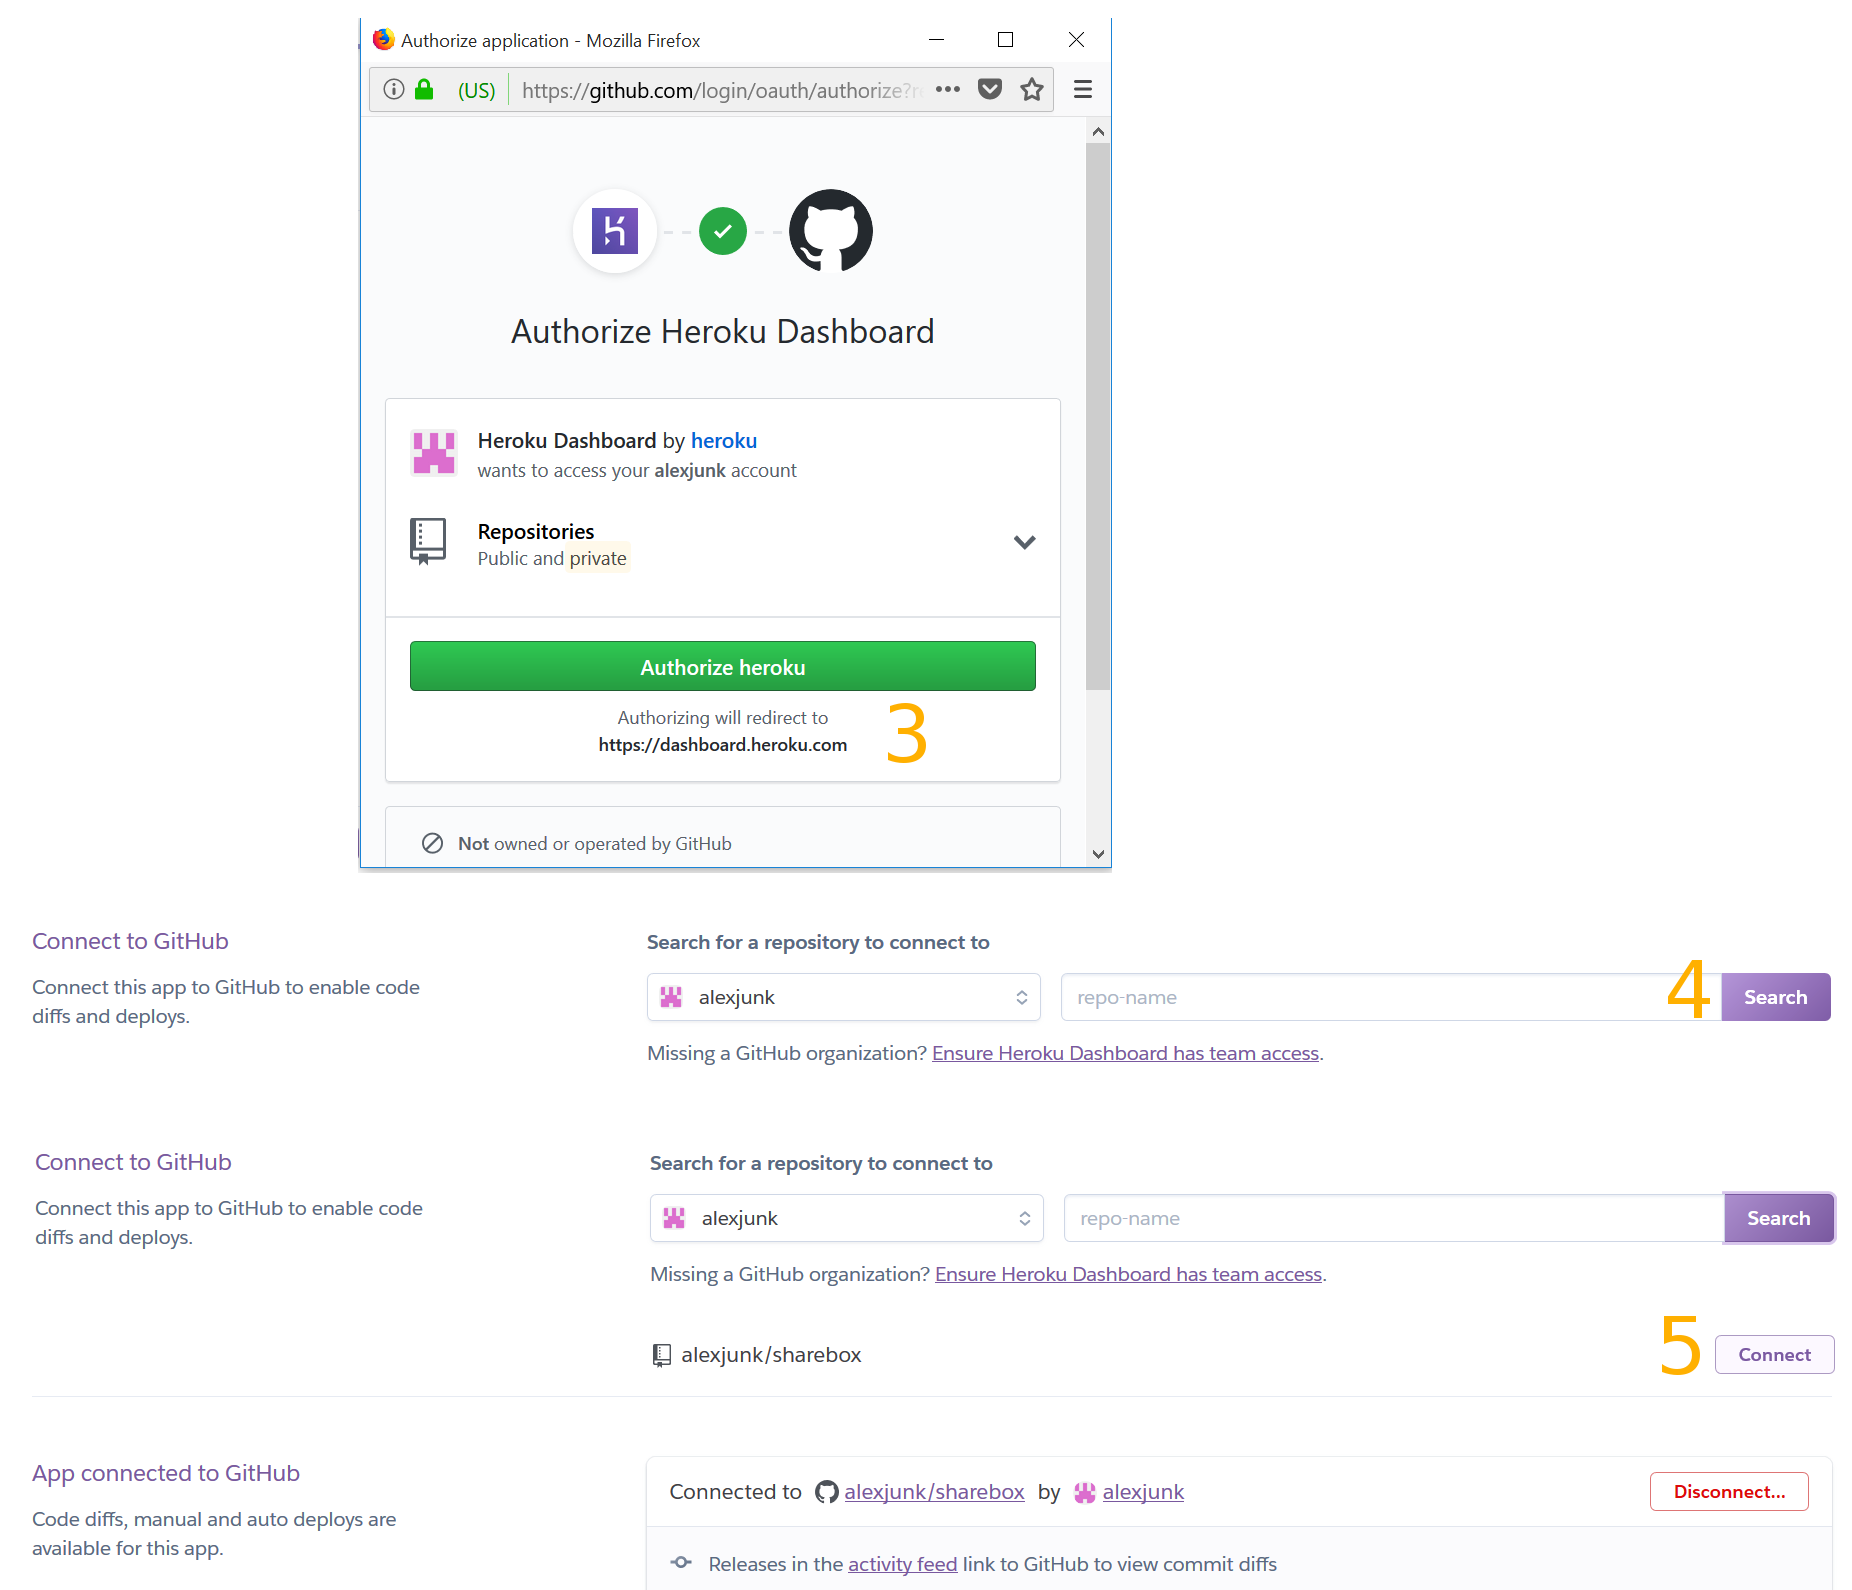 Authorize application - Mozilla Firefox
(US) https://github.com/login/oauth/authorize?r
Authorize Heroku Dashboard
Heroku Dashboard by heroku
wants to access your alexjunk account
Repositories
Public and private
Authorize heroku
Authorizing will redirect to
https://dashboard.heroku.com
3
Not owned or operated by GitHub
Connect to GitHub
Connect this app to GitHub to enable code
diffs and deploys.
Search for a repository to connect to
alexjunk repo-name 4 Search
Missing a GitHub organization? Ensure Heroku Dashboard has team access.
Connect to GitHub
Connect this app to GitHub to enable code
diffs and deploys.
Search for a repository to connect to
alexjunk repo-name Search
Missing a GitHub organization? Ensure Heroku Dashboard has team access.
alexjunk/sharebox 5 Connect
App connected to GitHub
Code diffs, manual and auto deploys are
available for this app.
Connected to alexjunk/sharebox by alexjunk Disconnect...
Releases in the activity feed link to GitHub to view commit diffs